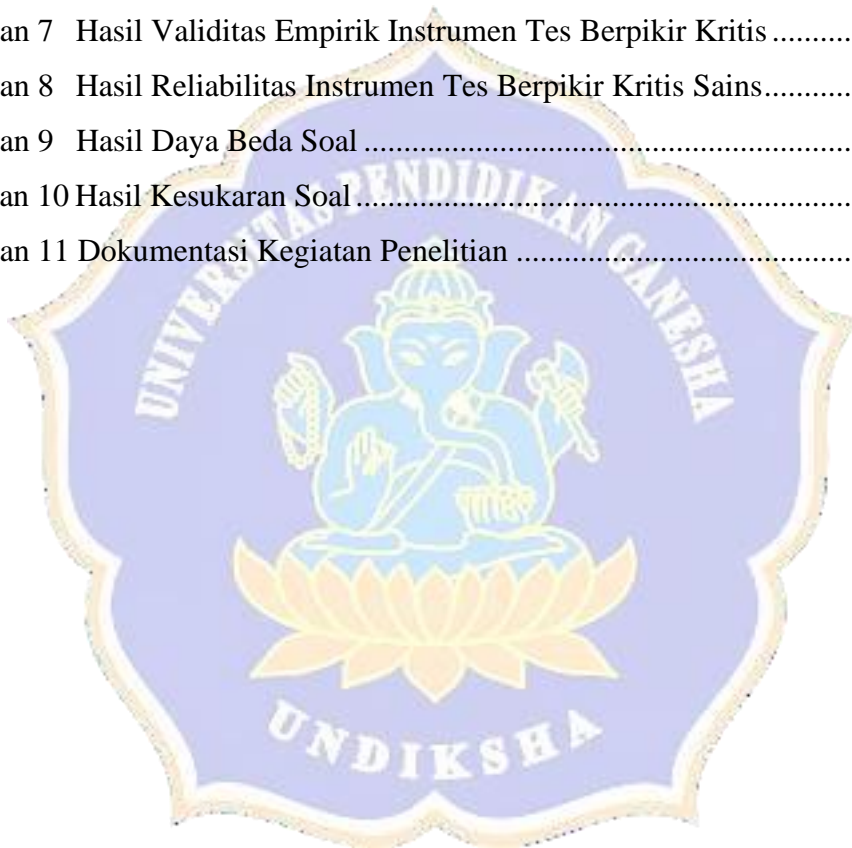 an 7 Hasil Validitas Empirik Instrumen Tes Berpikir Kritis ..........
an 8 Hasil Reliabilitas Instrumen Tes Berpikir Kritis Sains...........
an 9 Hasil Daya Beda Soal ..........................................................
an 10 Hasil Kesukaran Soal ...........................................................
an 11 Dokumentasi Kegiatan Penelitian ........................................
UNIVERSITAS PENDIDIKAN GANESHA
UNDIKSHA